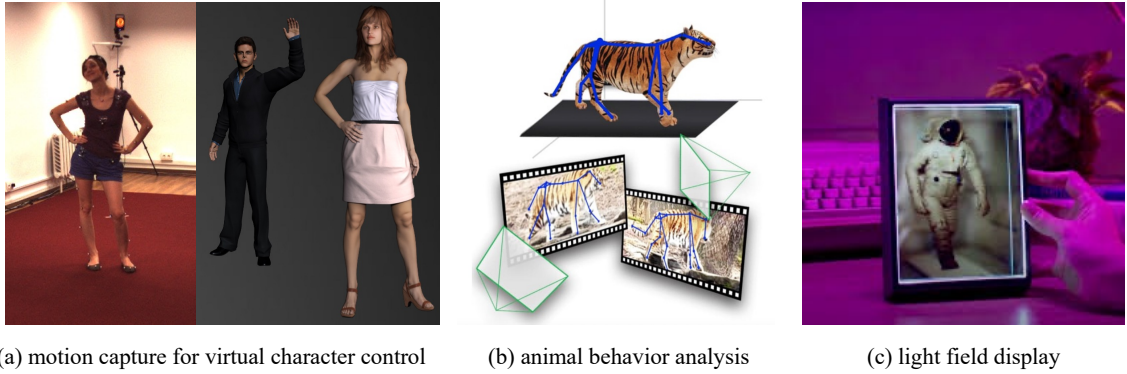 (a) motion capture for virtual character control
(b) animal behavior analysis
(c) light field display